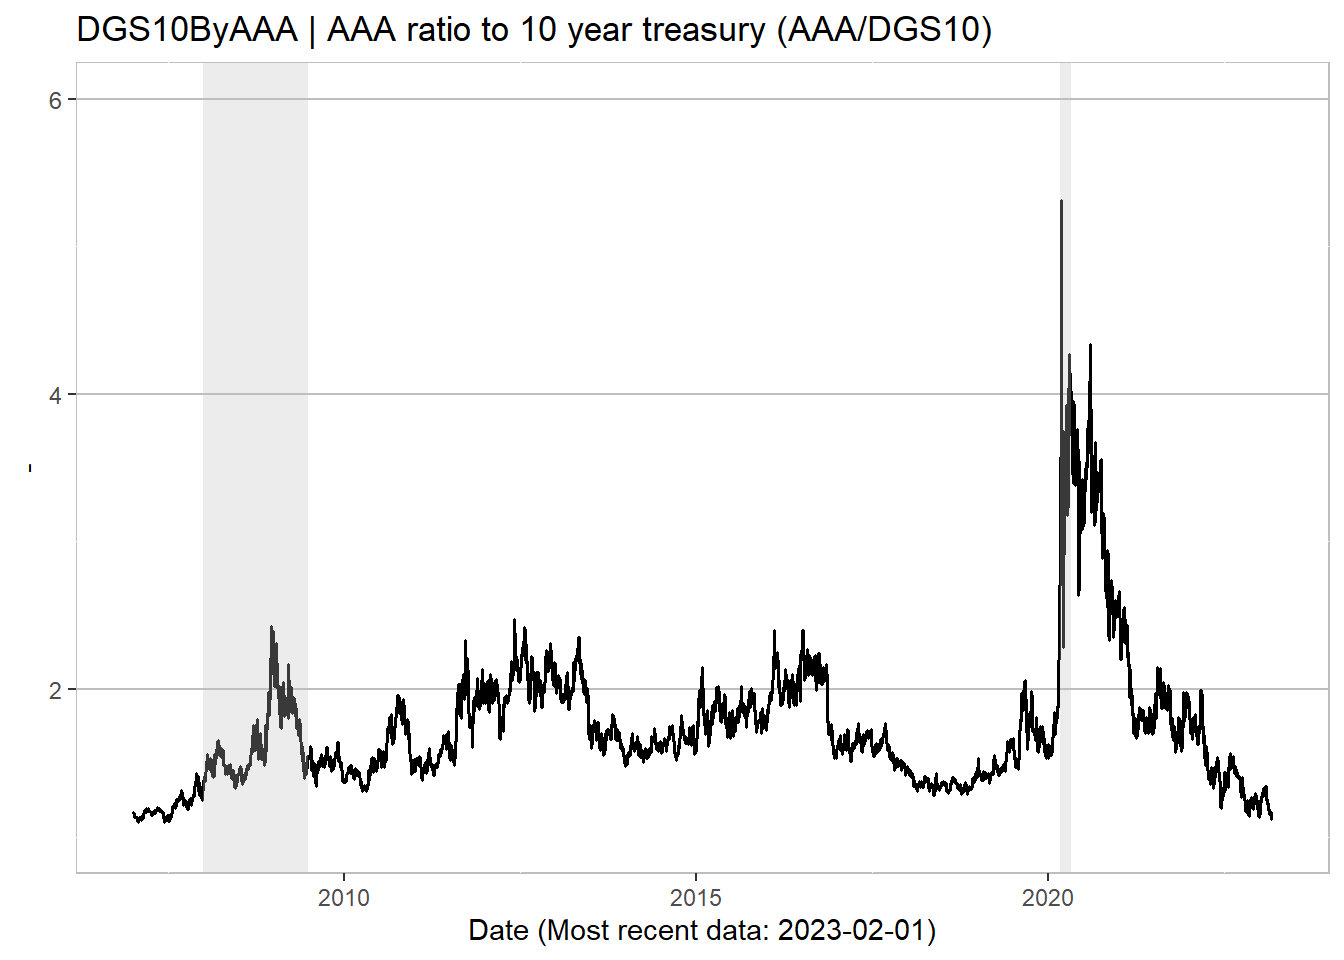 DGS10ByAAA | AAA ratio to 10 year treasury (AAA/DGS10)
6
4
2
-
2010 2015 2020
Date (Most recent data: 2023-02-01)